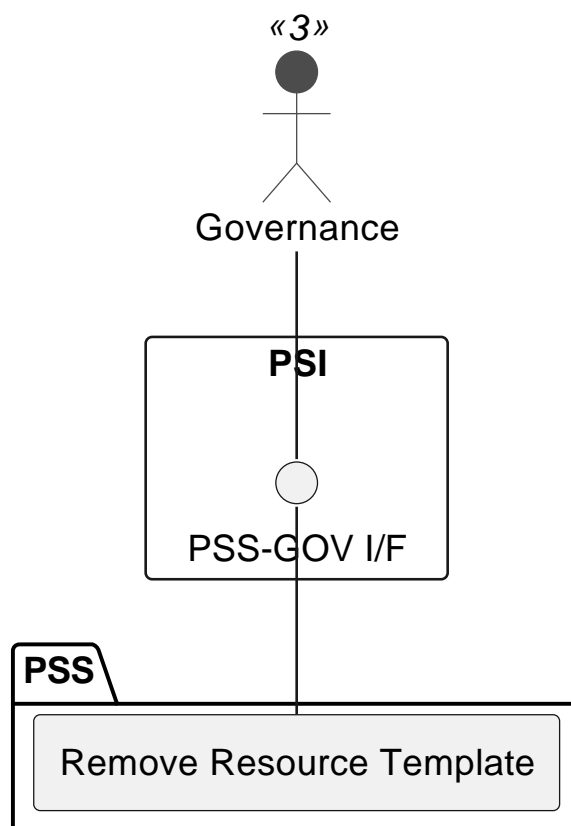 «3»
Governance
PSI
PSS-GOV I/F
PSS
Remove Resource Template